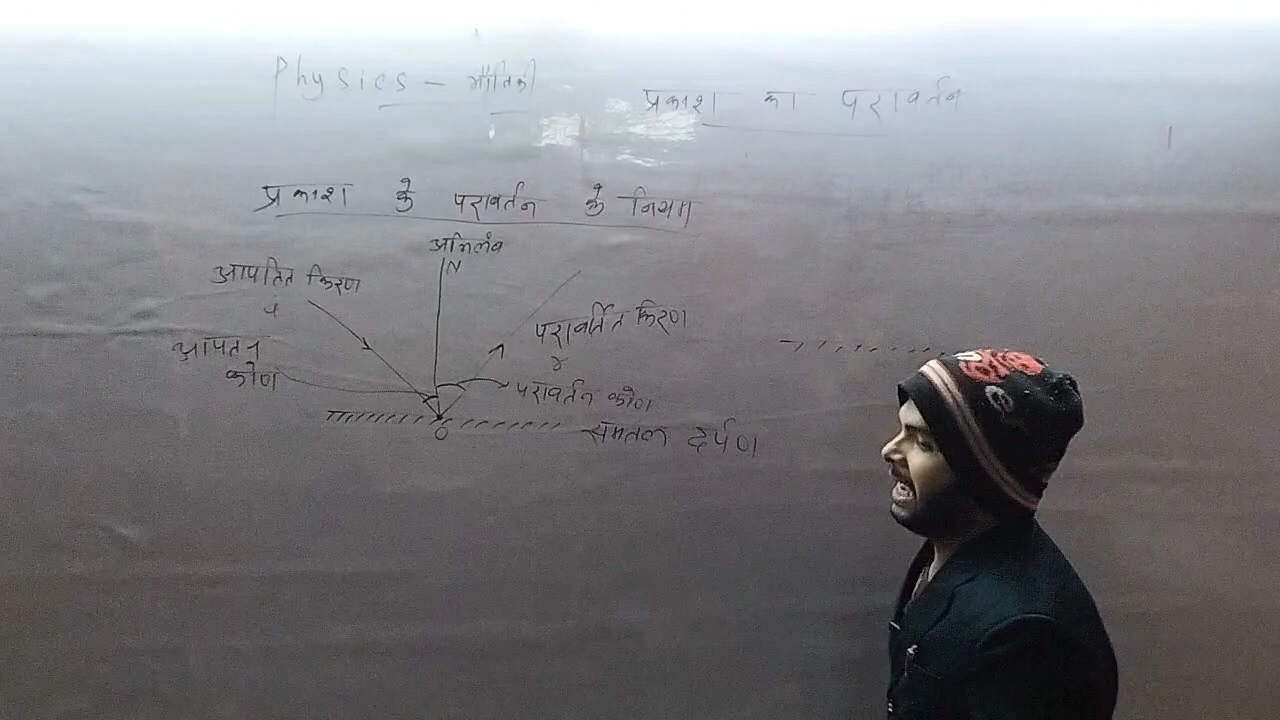 Physics - भौतिकी
प्रकाश का परावर्तन
प्रकाश के परावर्तन के नियम
अभिलंब
N
आपतित किरण
i
परावर्तित किरण
r
आपतन
कोण
परावर्तन कोण
समतल दर्पण
O